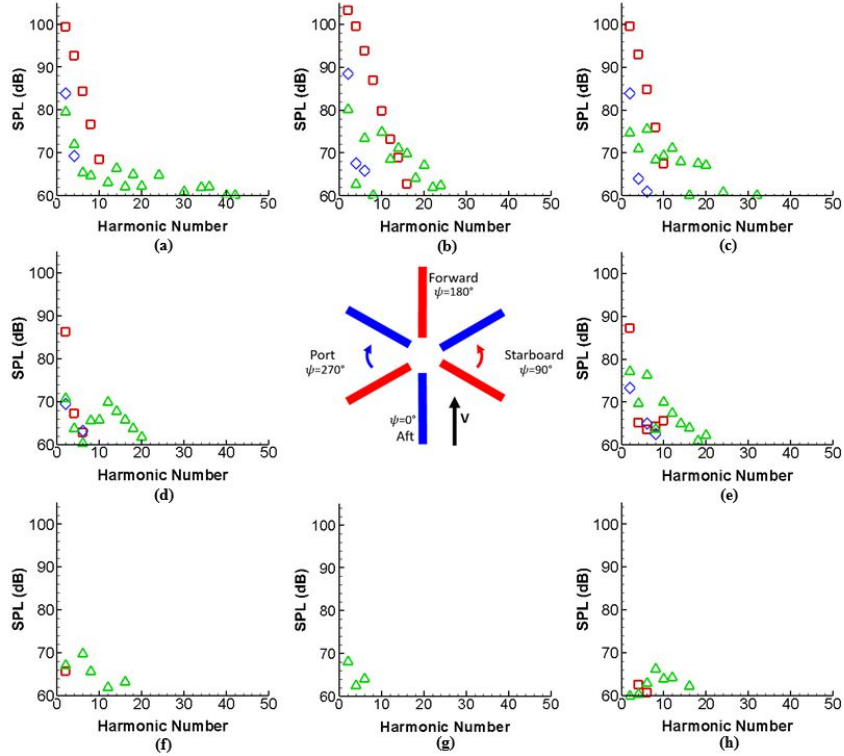 100
90
80
70
60
SPL (dB)
0 10 20 30 40 50
Harmonic Number
(a)
100
90
80
70
60
SPL (dB)
0 10 20 30 40 50
Harmonic Number
(b)
100
90
80
70
60
SPL (dB)
0 10 20 30 40 50
Harmonic Number
(c)
100
90
80
70
60
SPL (dB)
0 10 20 30 40 50
Harmonic Number
(d)
Forward
ψ=180°
Port
ψ=270°
Starboard
ψ=90°
ψ=0°
Aft
V
100
90
80
70
60
SPL (dB)
0 10 20 30 40 50
Harmonic Number
(e)
100
90
80
70
60
SPL (dB)
0 10 20 30 40 50
Harmonic Number
(f)
100
90
80
70
60
SPL (dB)
0 10 20 30 40 50
Harmonic Number
(g)
100
90
80
70
60
SPL (dB)
0 10 20 30 40 50
Harmonic Number
(h)